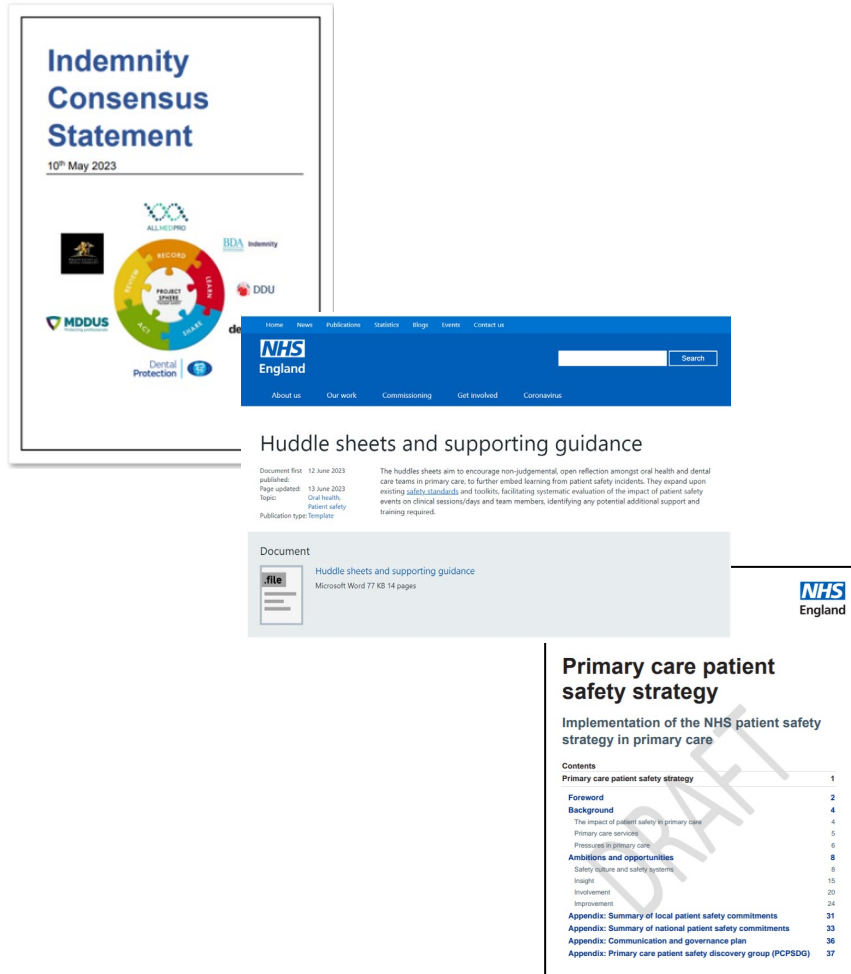 Indemnity
Consensus
Statement
10th May 2023
ALLMEDPRO
BDA Indemnity
DDU
de
Dental
Protection
MDDUS
RECORD
LEARN
SHARE
ACT
REVIEW
PROJECT
SPHERE
Home News Publications Statistics Blogs Events Contact us
NHS
England
Search
About us Our work Commissioning Get involved Coronavirus
Huddle sheets and supporting guidance
Document first published: 12 June 2023
Page updated: 13 June 2023
Topic: Oral health,
Patient safety
Publication type: Template
The huddles sheets aim to encourage non-judgemental, open reflection amongst oral health and dental
care teams in primary care, to further embed learning from patient safety incidents. They expand upon
existing safety standards and toolkits, facilitating systematic evaluation of the impact of patient safety
events on clinical sessions/days and team members, identifying any potential additional support and
training required.
Document
.file
Huddle sheets and supporting guidance
Microsoft Word 77 KB 14 pages
NHS
England
Primary care patient
safety strategy
Implementation of the NHS patient safety
strategy in primary care
Contents
Primary care patient safety strategy 1
Foreword 2
Background 4
The impact of patient safety in primary care 4
Primary care services 5
Pressures in primary care 6
Ambitions and opportunities 8
Safety culture and safety systems 8
Insight 15
Involvement 20
Improvement 24
Appendix: Summary of local patient safety commitments 31
Appendix: Summary of national patient safety commitments 33
Appendix: Communication and governance plan 36
Appendix: Primary care patient safety discovery group (PCPSDG) 37
DRAFT